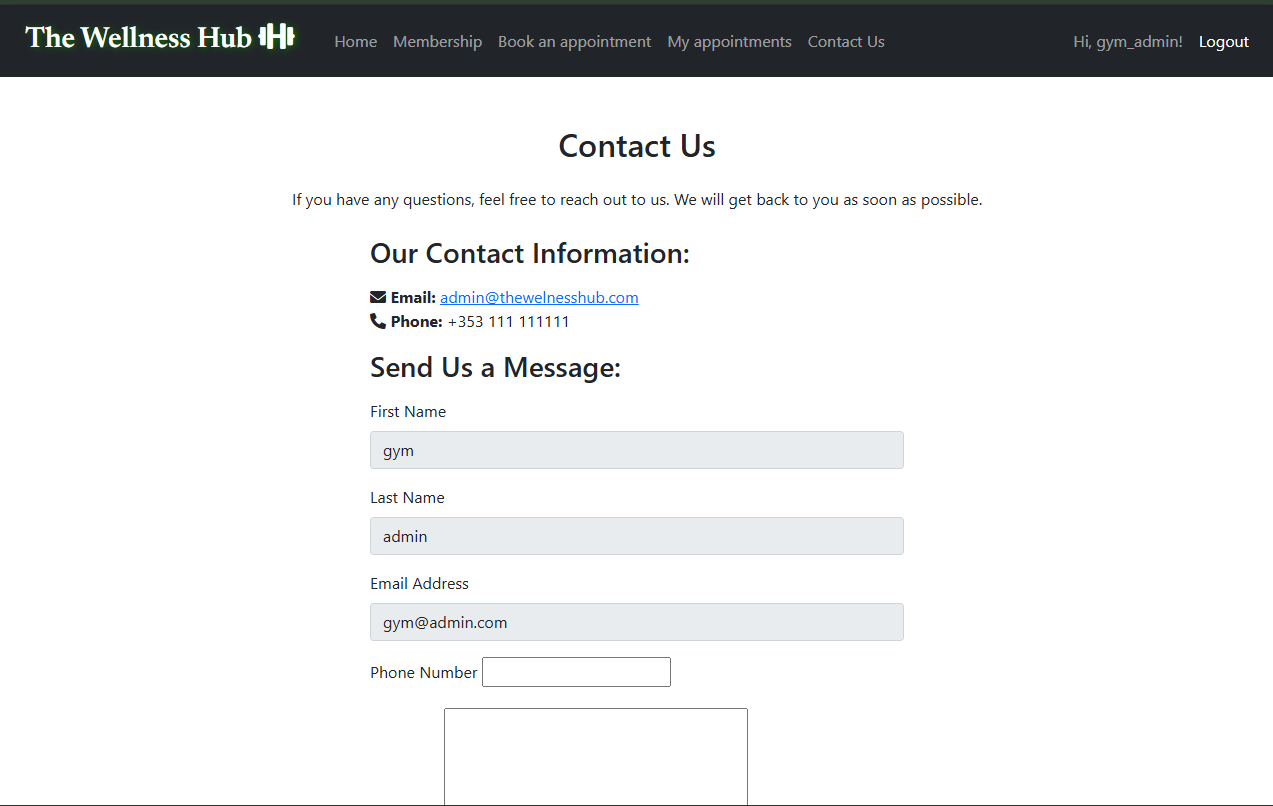 The Wellness Hub
Home Membership Book an appointment My appointments Contact Us Hi, gym_admin! Logout
Contact Us
If you have any questions, feel free to reach out to us. We will get back to you as soon as possible.
Our Contact Information:
Email: admin@thewelnesshub.com
Phone: +353 111 111111
Send Us a Message:
First Name
gym
Last Name
admin
Email Address
gym@admin.com
Phone Number